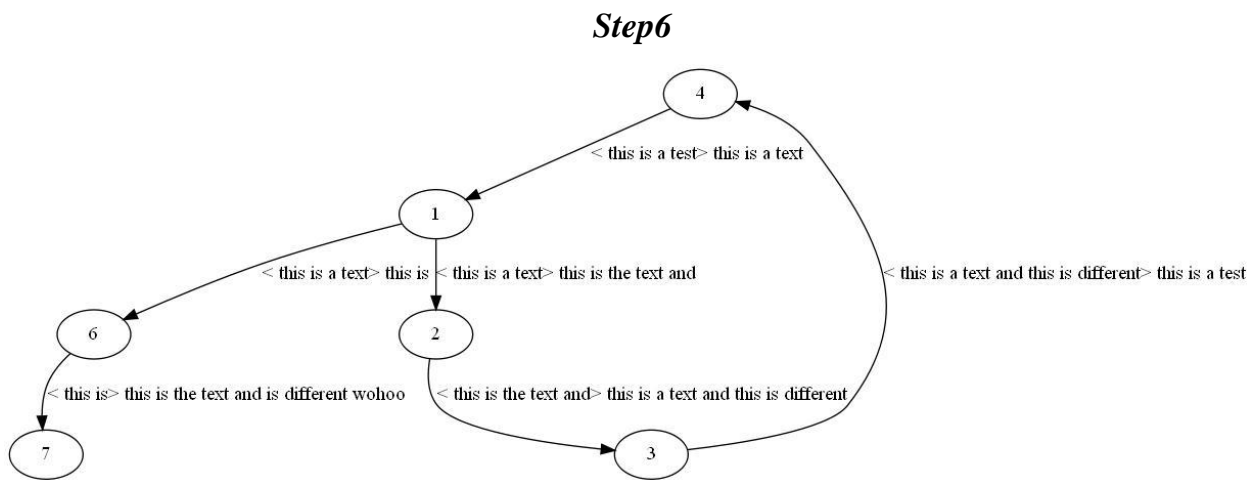 Step6
4
< this is a test> this is a text
1
< this is a text> this is
< this is a text> this is the text and
< this is a text and this is different> this is a test
6
2
< this is> this is the text and is different wohoo
< this is the text and> this is a text and this is different
7
3